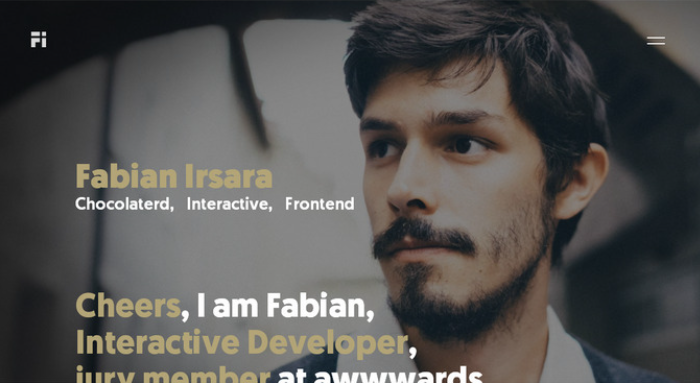 Fi
Fabian Irsara
Chocolaterd, Interactive, Frontend
Cheers, I am Fabian,
Interactive Developer,
jury member at awwwards